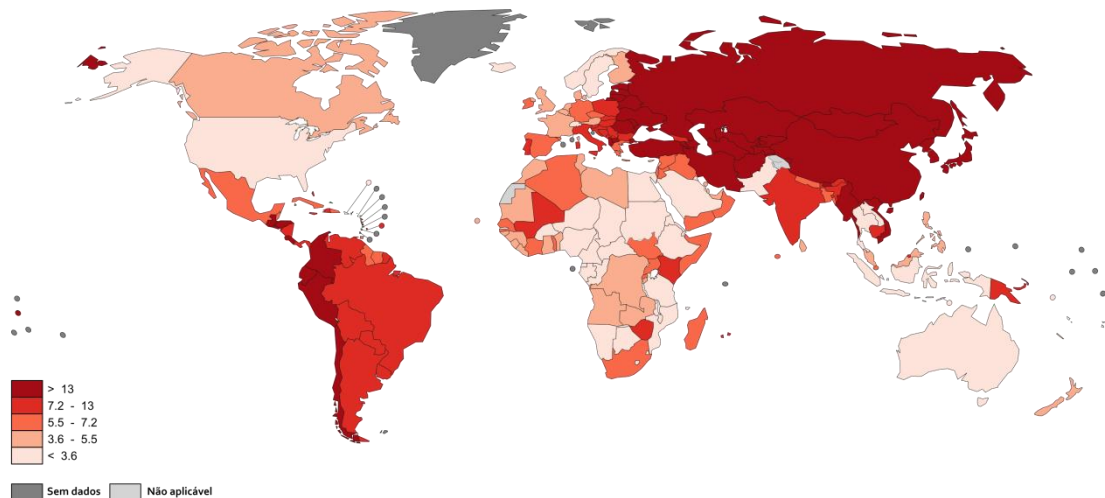 > 13
7.2 - 13
5.5 - 7.2
3.6 - 5.5
< 3.6
Sem dados Não aplicável